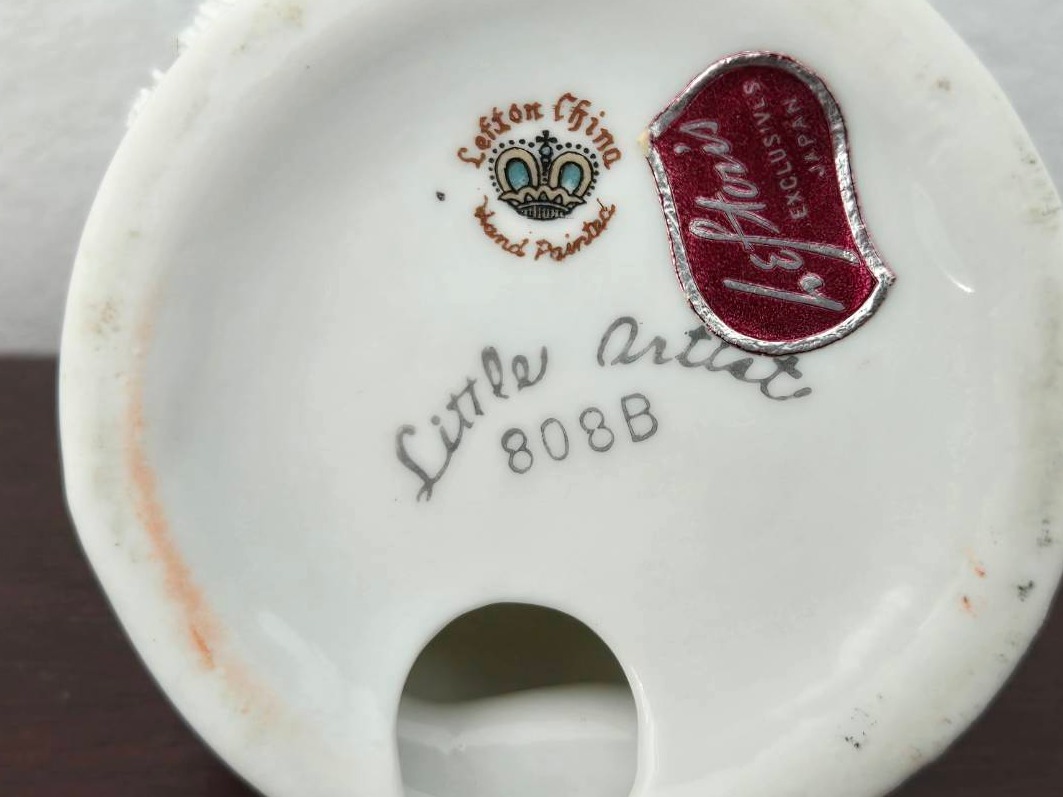 Lefton China
Hand Painted
Lefton's
EXCLUSIVES
JAPAN
Little Artist
808B